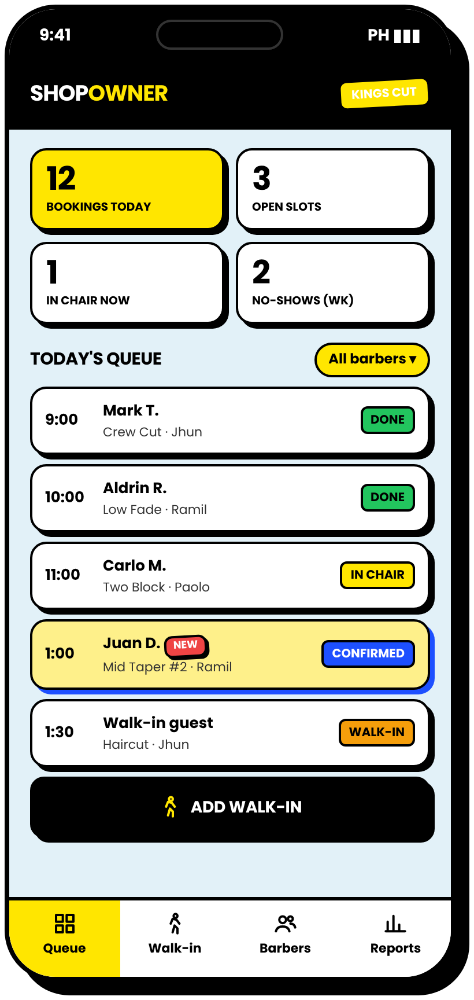 9:41
PH
SHOPOWNER
KINGS CUT
12
BOOKINGS TODAY
3
OPEN SLOTS
1
IN CHAIR NOW
2
NO-SHOWS (WK)
TODAY'S QUEUE
All barbers ▾
9:00
Mark T.
Crew Cut · Jhun
DONE
10:00
Aldrin R.
Low Fade · Ramil
DONE
11:00
Carlo M.
Two Block · Paolo
IN CHAIR
1:00
Juan D. NEW
Mid Taper #2 · Ramil
CONFIRMED
1:30
Walk-in guest
Haircut · Jhun
WALK-IN
ADD WALK-IN
Queue
Walk-in
Barbers
Reports